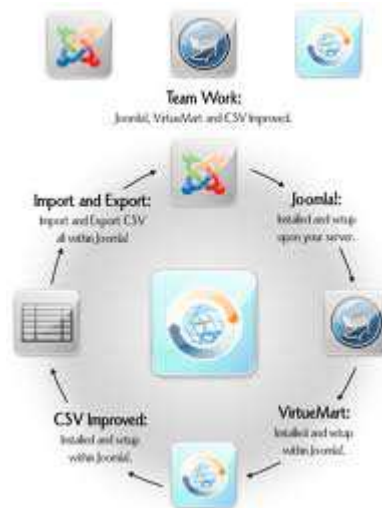 Team Work:
Joomla!, VirtueMart and CSV Improved.
Import and Export:
Import and Export CSV
all within Joomla!
Joomla!:
Installed and setup
upon your server.
CSV Improved:
Installed and setup
within Joomla!.
VirtueMart:
Installed and setup
within Joomla!.